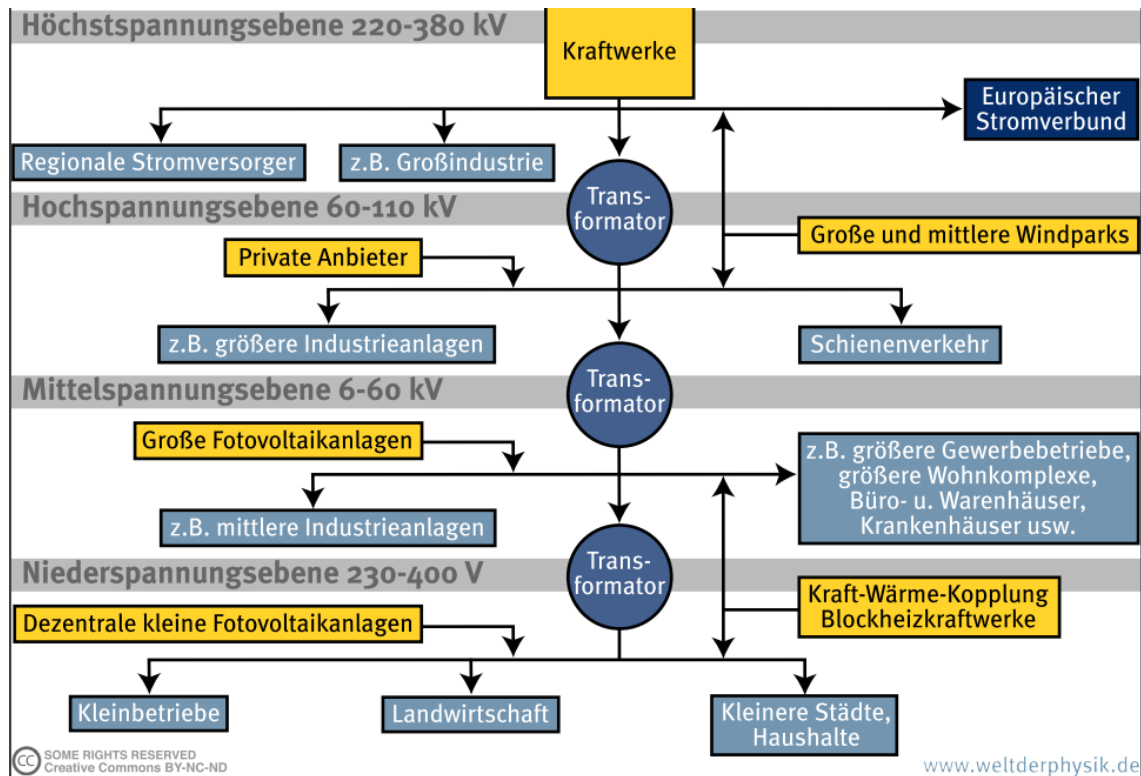 Höchstspannungsebene 220-380 kV
Kraftwerke
Europäischer
Stromverbund
Regionale Stromversorger
z.B. Großindustrie
Trans-
formator
Hochspannungsebene 60-110 kV
Große und mittlere Windparks
Private Anbieter
z.B. größere Industrieanlagen
Schienenverkehr
Trans-
formator
Mittelspannungsebene 6-60 kV
Große Fotovoltaikanlagen
z.B. größere Gewerbebetriebe,
größere Wohnkomplexe,
Büro- u. Warenhäuser,
Krankenhäuser usw.
z.B. mittlere Industrieanlagen
Trans-
formator
Niederspannungsebene 230-400 V
Kraft-Wärme-Kopplung
Blockheizkraftwerke
Dezentrale kleine Fotovoltaikanlagen
Kleinbetriebe
Landwirtschaft
Kleinere Städte,
Haushalte
cc SOME RIGHTS RESERVED
Creative Commons BY-NC-ND
www.weltderphysik.de